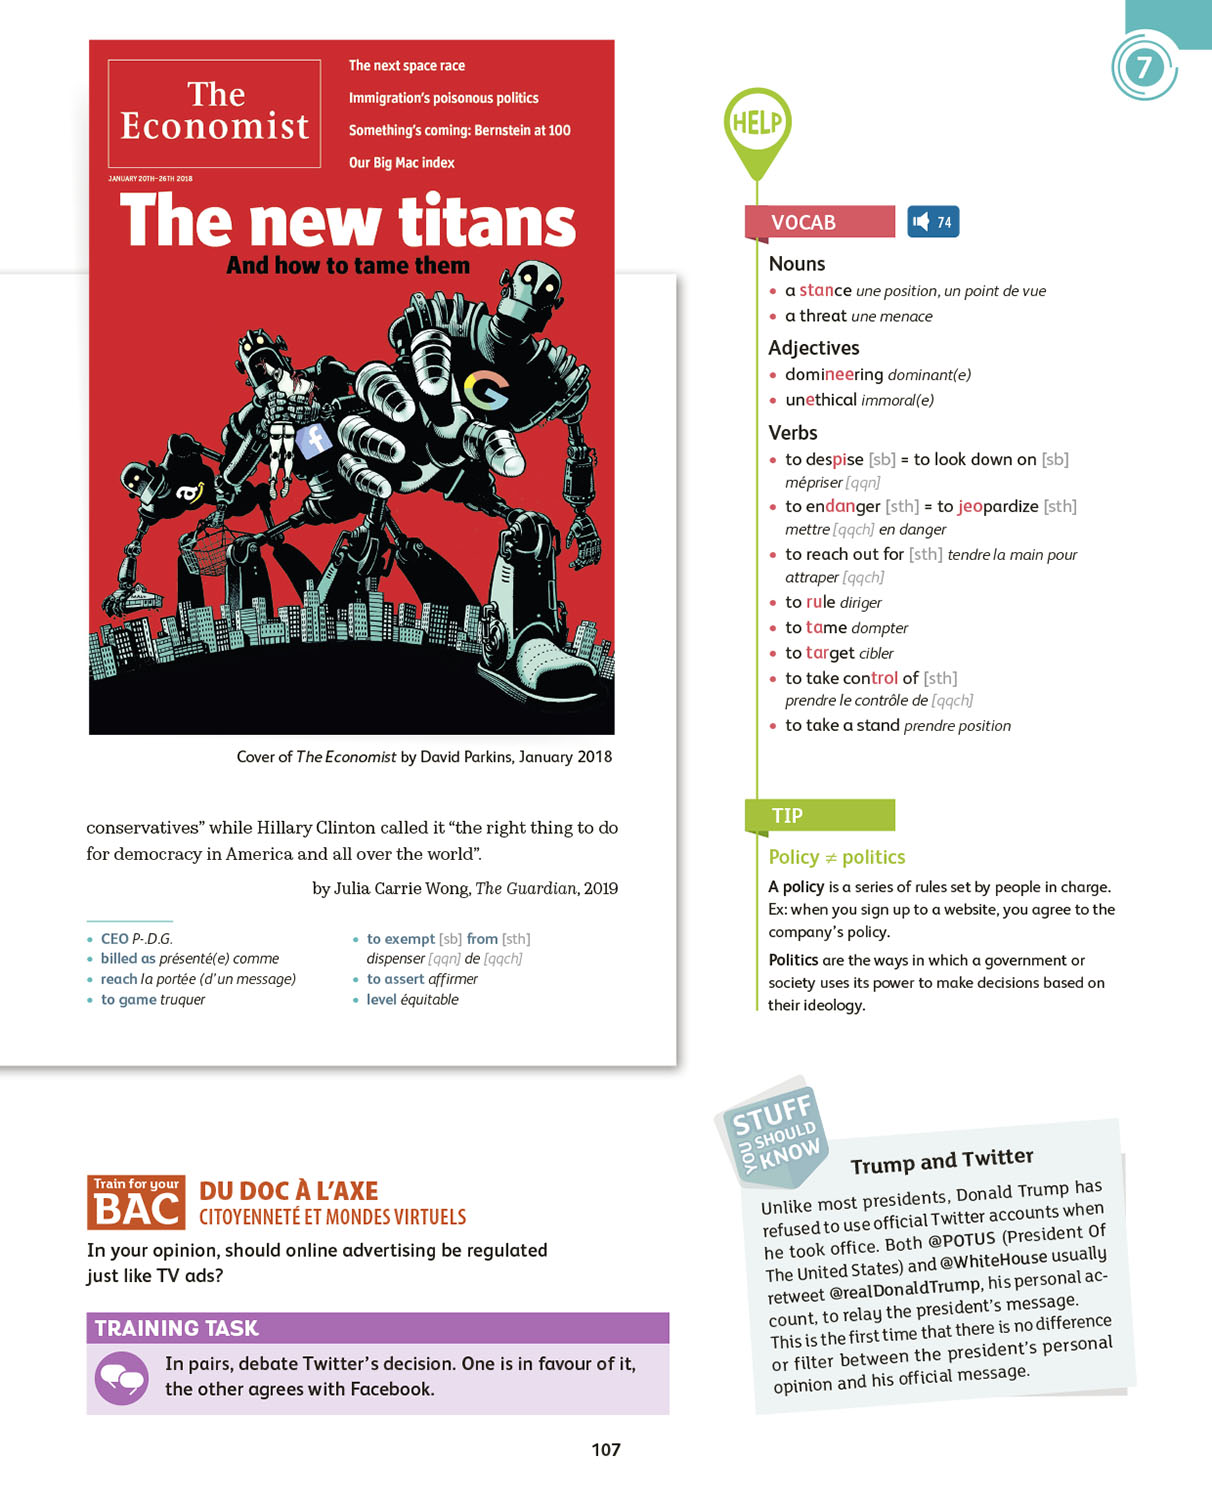 7
The
Economist
JANUARY 20TH–26TH 2018
The next space race
Immigration's poisonous politics
Something's coming: Bernstein at 100
Our Big Mac index
The new titans
And how to tame them
G
f
a
Cover of The Economist by David Parkins, January 2018
conservatives” while Hillary Clinton called it “the right thing to do
for democracy in America and all over the world”.
by Julia Carrie Wong, The Guardian, 2019
• CEO P-.D.G.
• billed as présenté(e) comme
• reach la portée (d'un message)
• to game truquer
• to exempt [sb] from [sth]
dispenser [qqn] de [qqch]
• to assert affirmer
• level équitable
Train for your
BAC
DU DOC À L'AXE
CITOYENNETÉ ET MONDES VIRTUELS
In your opinion, should online advertising be regulated
just like TV ads?
TRAINING TASK
In pairs, debate Twitter's decision. One is in favour of it,
the other agrees with Facebook.
HELP
VOCAB
74
Nouns
• a stance une position, un point de vue
• a threat une menace
Adjectives
• domineering dominant(e)
• unethical immoral(e)
Verbs
• to despise [sb] = to look down on [sb]
mépriser [qqn]
• to endanger [sth] = to jeopardize [sth]
mettre [qqch] en danger
• to reach out for [sth] tendre la main pour
attraper [qqch]
• to rule diriger
• to tame dompter
• to target cibler
• to take control of [sth]
prendre le contrôle de [qqch]
• to take a stand prendre position
TIP
Policy ≠ politics
A policy is a series of rules set by people in charge.
Ex: when you sign up to a website, you agree to the
company's policy.
Politics are the ways in which a government or
society uses its power to make decisions based on
their ideology.
STUFF
YOU SHOULD
KNOW
Trump and Twitter
Unlike most presidents, Donald Trump has
refused to use official Twitter accounts when
he took office. Both @POTUS (President Of
The United States) and @WhiteHouse usually
retweet @realDonaldTrump, his personal ac-
count, to relay the president's message.
This is the first time that there is no difference
or filter between the president's personal
opinion and his official message.
107